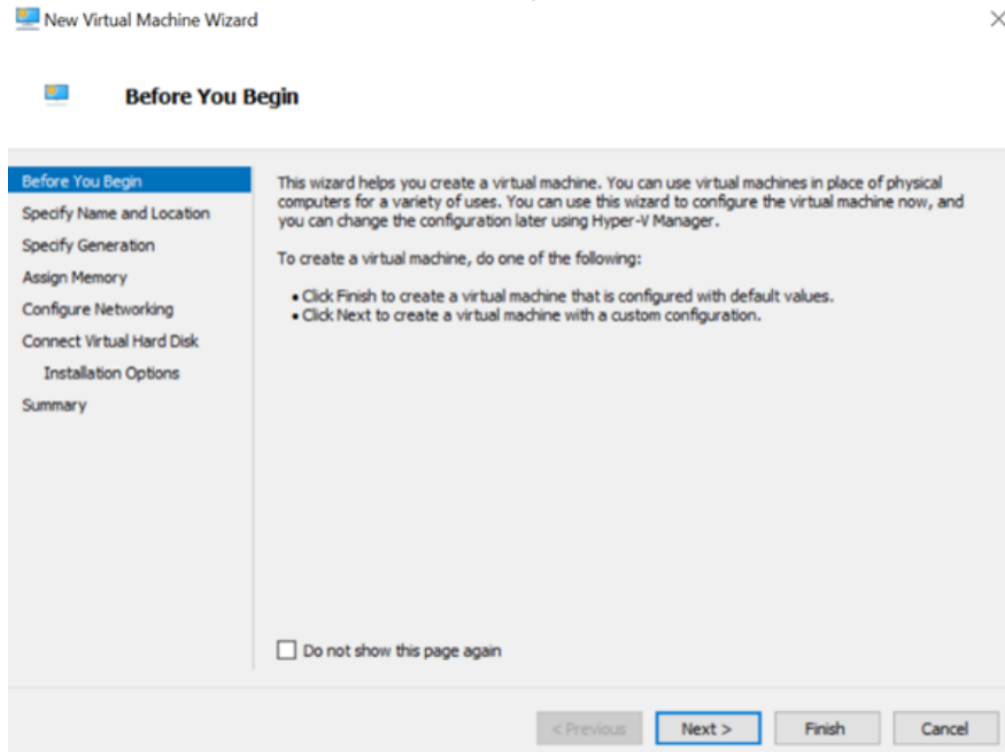 New Virtual Machine Wizard
Before You Begin
Before You Begin
Specify Name and Location
Specify Generation
Assign Memory
Configure Networking
Connect Virtual Hard Disk
Installation Options
Summary
This wizard helps you create a virtual machine. You can use virtual machines in place of physical
computers for a variety of uses. You can use this wizard to configure the virtual machine now, and
you can change the configuration later using Hyper-V Manager.
To create a virtual machine, do one of the following:
• Click Finish to create a virtual machine that is configured with default values.
• Click Next to create a virtual machine with a custom configuration.
Do not show this page again
< Previous
Next >
Finish
Cancel